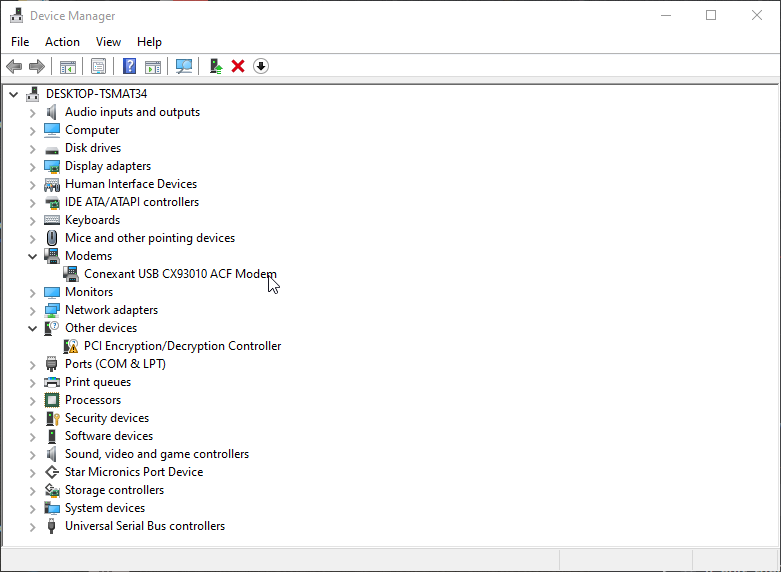 Device Manager
File Action View Help
DESKTOP-TSMAT34
Audio inputs and outputs
Computer
Disk drives
Display adapters
Human Interface Devices
IDE ATA/ATAPI controllers
Keyboards
Mice and other pointing devices
Modems
Conexant USB CX93010 ACF Modem
Monitors
Network adapters
Other devices
PCI Encryption/Decryption Controller
Ports (COM & LPT)
Print queues
Processors
Security devices
Software devices
Sound, video and game controllers
Star Micronics Port Device
Storage controllers
System devices
Universal Serial Bus controllers